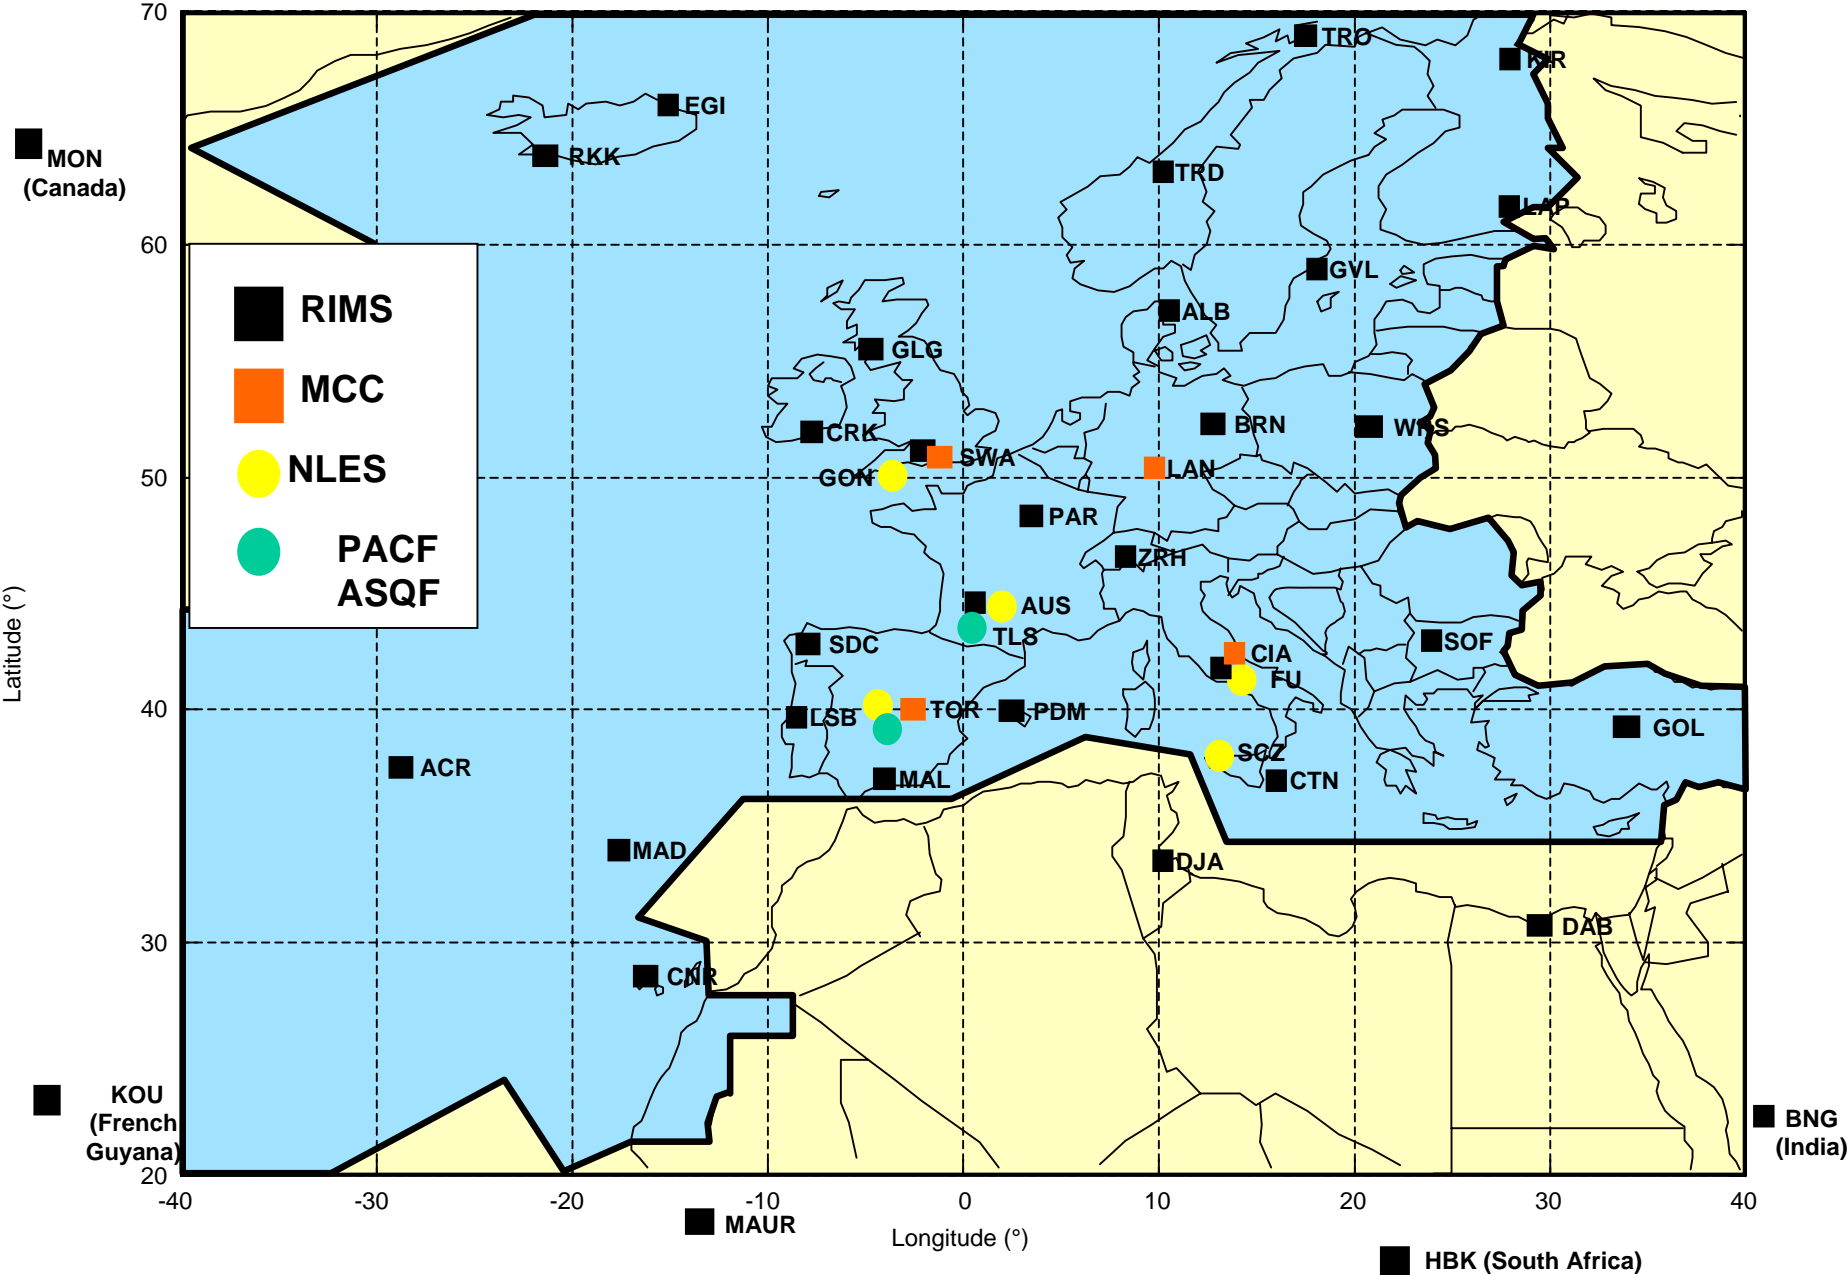 70
TRO
KIR
EGI
MON
(Canada)
RKK
TRD
LAP
60
GVL
RIMS
ALB
GLG
MCC
CRK
BRN
WRS
SWA
LAN
NLES
GON
50
PAR
PACF
ASQF
ZRH
AUS
TLS
SDC
SOF
CIA
FU
Latitude (°)
40
LSB
TOR
PDM
GOL
SCZ
ACR
MAL
CTN
MAD
DJA
DAB
30
CNR
KOU
(French
Guyana)
BNG
(India)
20
-40
-30
-20
-10
0
10
20
30
40
MAUR
Longitude (°)
HBK (South Africa)